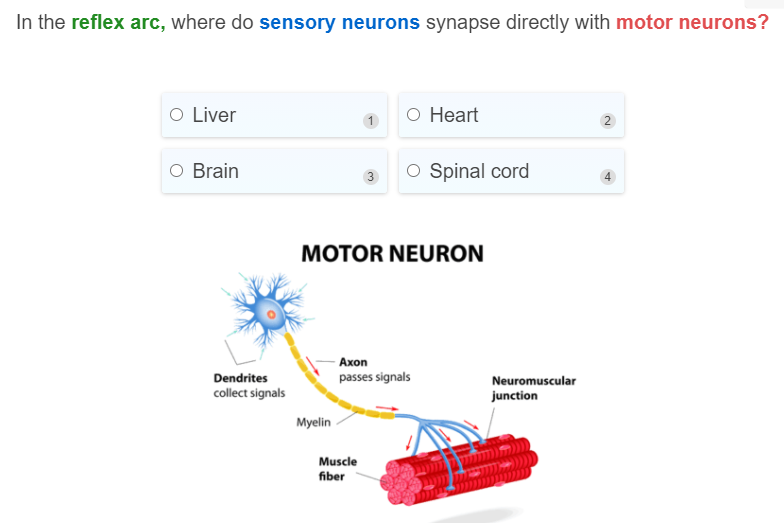 In the reflex arc, where do sensory neurons synapse directly with motor neurons?
Liver
1
Heart
2
Brain
3
Spinal cord
4
MOTOR NEURON
Axon
passes signals
Dendrites
collect signals
Neuromuscular
junction
Myelin
Muscle
fiber